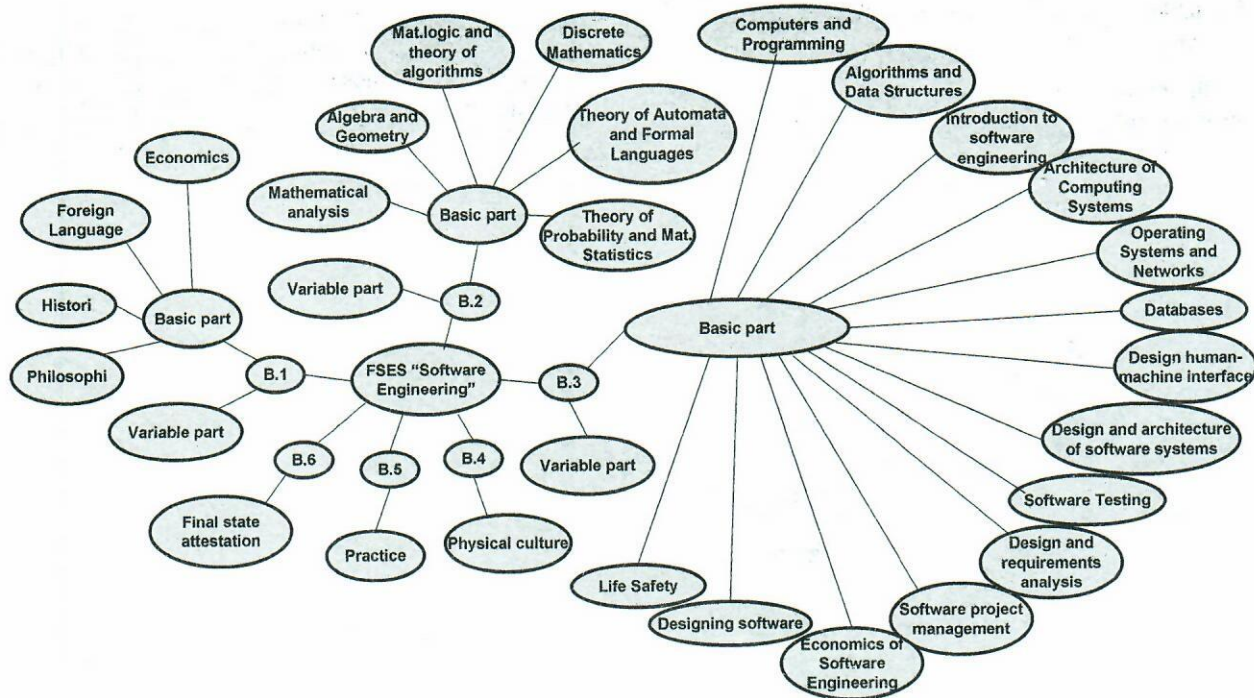 Mat.logic and
theory of
algorithms
Discrete
Mathematics
Algebra and
Geometry
Theory of Automata
and Formal
Languages
Economics
Mathematical
analysis
Basic part
Theory of
Probability and Mat.
Statistics
Foreign
Language
Variable part
B.2
Histori
Basic part
Philosophi
B.1
Variable part
FSES “Software
Engineering”
B.3
Variable part
B.6
B.5
B.4
Final state
attestation
Practice
Physical culture
Basic part
Computers and
Programming
Algorithms and
Data Structures
Introduction to
software
engineering
Architecture of
Computing
Systems
Operating
Systems and
Networks
Databases
Design human-
machine interface
Design and architecture
of software systems
Software Testing
Design and
requirements
analysis
Software project
management
Economics of
Software
Engineering
Designing software
Life Safety